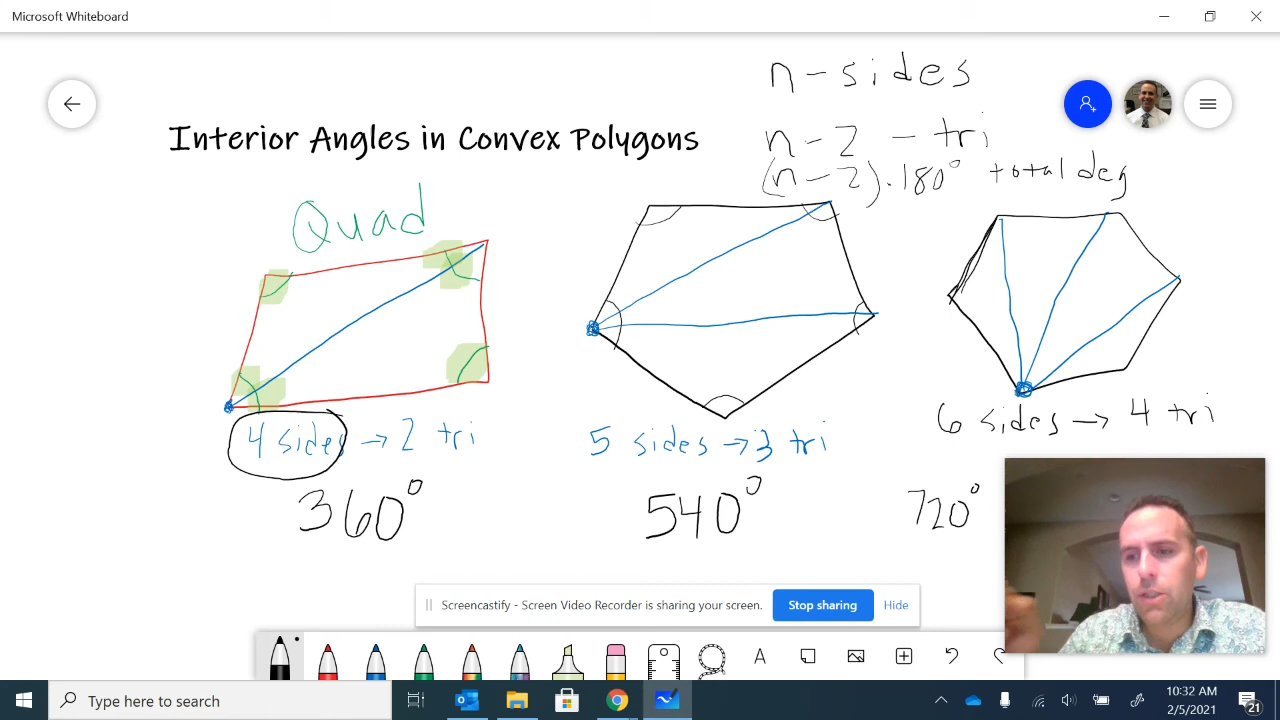 Microsoft Whiteboard
n - sides
Interior Angles in Convex Polygons
n - 2 - tri
(n - 2) . 180° total deg
Quad
4 sides → 2 tri
5 sides → 3 tri
6 sides → 4 tri
360°
540°
720°
Screencastify - Screen Video Recorder is sharing your screen.
Stop sharing
Hide
A
Type here to search
10:32 AM
2/5/2021
21